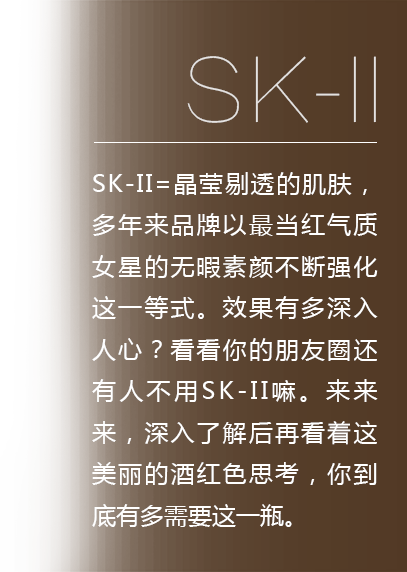 SK-II
SK-II=晶莹剔透的肌肤，
多年来品牌以最当红气质
女星的无暇素颜不断强化
这一等式。效果有多深入
人心？看看你的朋友圈还
有人不用SK-II嘛。来来
来，深入了解后再看着这
美丽的酒红色思考，你到
底有多需要这一瓶。